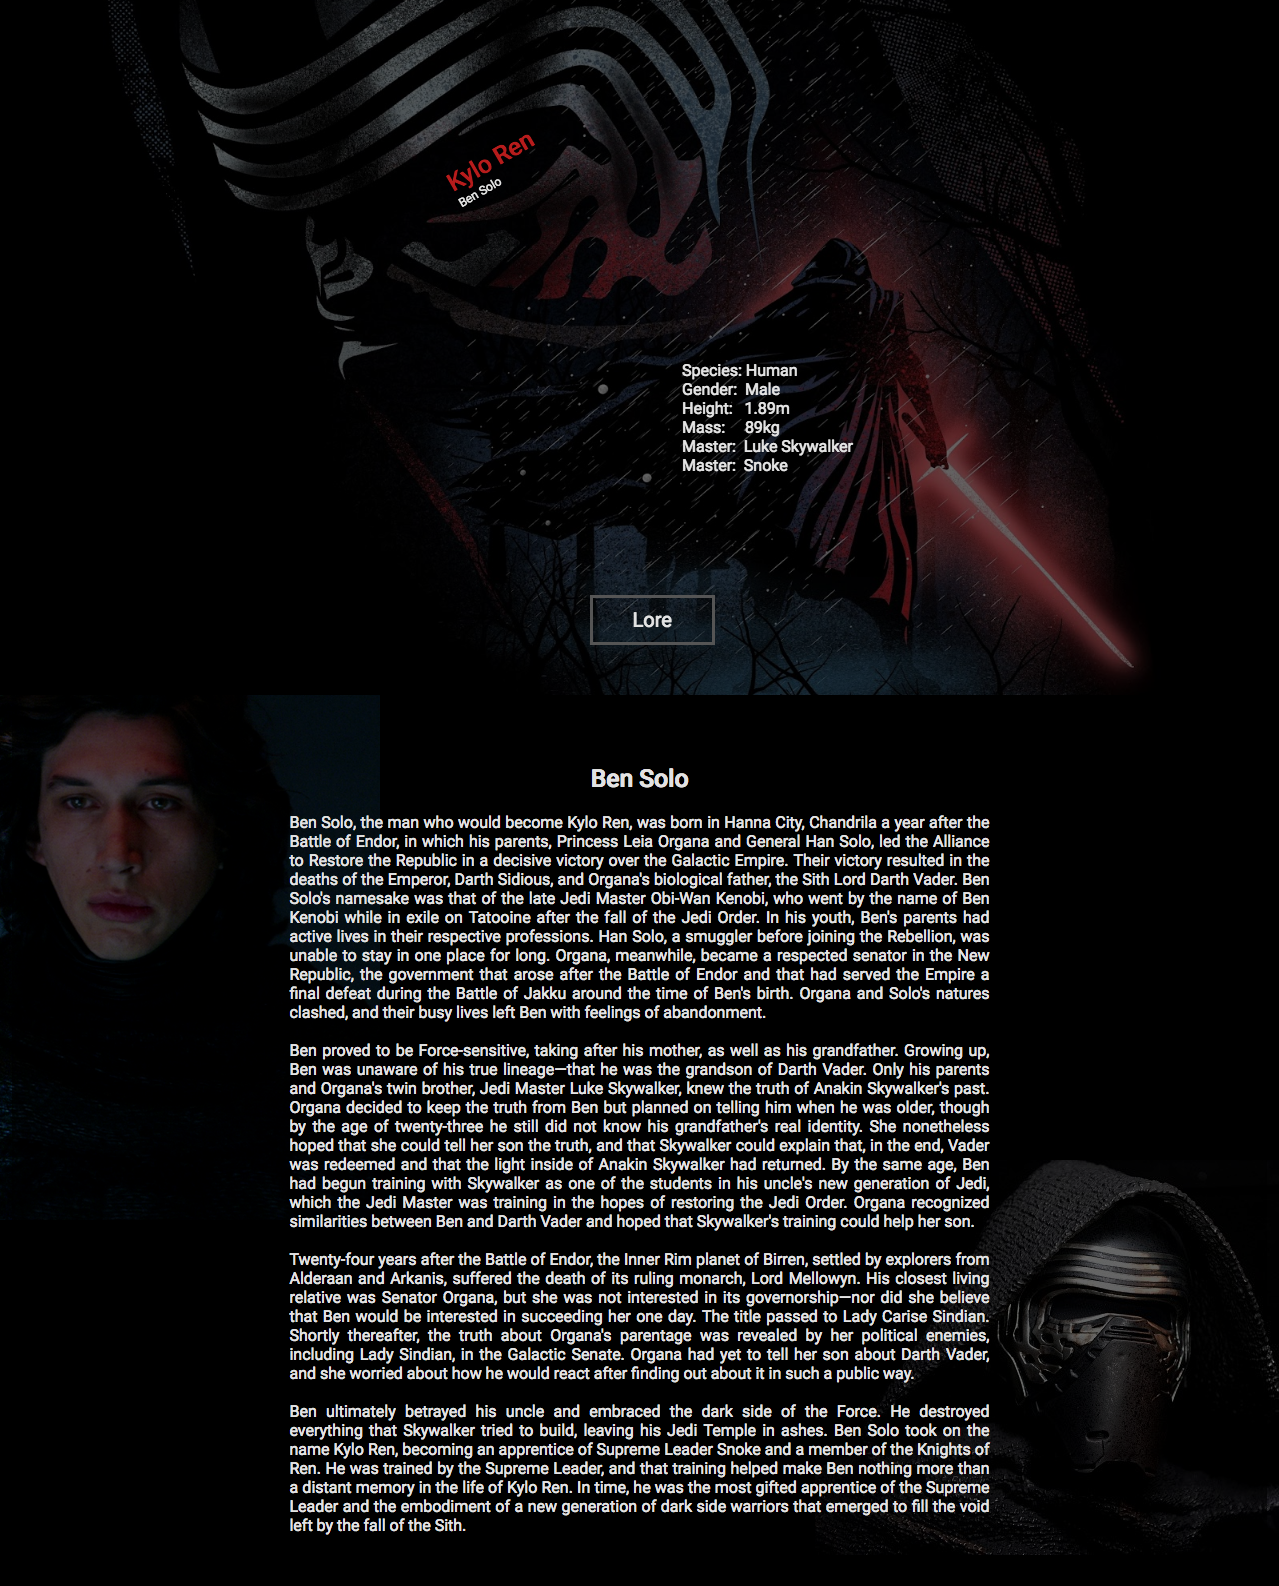 Kylo Ren
Ben Solo
Species: Human
Gender: Male
Height: 1.89m
Mass: 89kg
Master: Luke Skywalker
Master: Snoke
Lore
Ben Solo
Ben Solo, the man who would become Kylo Ren, was born in Hanna City, Chandrila a year after the
Battle of Endor, in which his parents, Princess Leia Organa and General Han Solo, led the Alliance
to Restore the Republic in a decisive victory over the Galactic Empire. Their victory resulted in the
deaths of the Emperor, Darth Sidious, and Organa's biological father, the Sith Lord Darth Vader. Ben
Solo's namesake was that of the late Jedi Master Obi-Wan Kenobi, who went by the name of Ben
Kenobi while in exile on Tatooine after the fall of the Jedi Order. In his youth, Ben's parents had
active lives in their respective professions. Han Solo, a smuggler before joining the Rebellion, was
unable to stay in one place for long. Organa, meanwhile, became a respected senator in the New
Republic, the government that arose after the Battle of Endor and that had served the Empire a
final defeat during the Battle of Jakku around the time of Ben's birth. Organa and Solo's natures
clashed, and their busy lives left Ben with feelings of abandonment.
Ben proved to be Force-sensitive, taking after his mother, as well as his grandfather. Growing up,
Ben was unaware of his true lineage—that he was the grandson of Darth Vader. Only his parents
and Organa's twin brother, Jedi Master Luke Skywalker, knew the truth of Anakin Skywalker's past.
Organa decided to keep the truth from Ben but planned on telling him when he was older, though
by the age of twenty-three he still did not know his grandfather's real identity. She nonetheless
hoped that she could tell her son the truth, and that Skywalker could explain that, in the end, Vader
was redeemed and that the light inside of Anakin Skywalker had returned. By the same age, Ben
had begun training with Skywalker as one of the students in his uncle's new generation of Jedi,
which the Jedi Master was training in the hopes of restoring the Jedi Order. Organa recognized
similarities between Ben and Darth Vader and hoped that Skywalker's training could help her son.
Twenty-four years after the Battle of Endor, the Inner Rim planet of Birren, settled by explorers from
Alderaan and Arkanis, suffered the death of its ruling monarch, Lord Mellowyn. His closest living
relative was Senator Organa, but she was not interested in its governorship—nor did she believe
that Ben would be interested in succeeding her one day. The title passed to Lady Carise Sindian.
Shortly thereafter, the truth about Organa's parentage was revealed by her political enemies,
including Lady Sindian, in the Galactic Senate. Organa had yet to tell her son about Darth Vader,
and she worried about how he would react after finding out about it in such a public way.
Ben ultimately betrayed his uncle and embraced the dark side of the Force. He destroyed
everything that Skywalker tried to build, leaving his Jedi Temple in ashes. Ben Solo took on the
name Kylo Ren, becoming an apprentice of Supreme Leader Snoke and a member of the Knights of
Ren. He was trained by the Supreme Leader, and that training helped make Ben nothing more than
a distant memory in the life of Kylo Ren. In time, he was the most gifted apprentice of the Supreme
Leader and the embodiment of a new generation of dark side warriors that emerged to fill the void
left by the fall of the Sith.